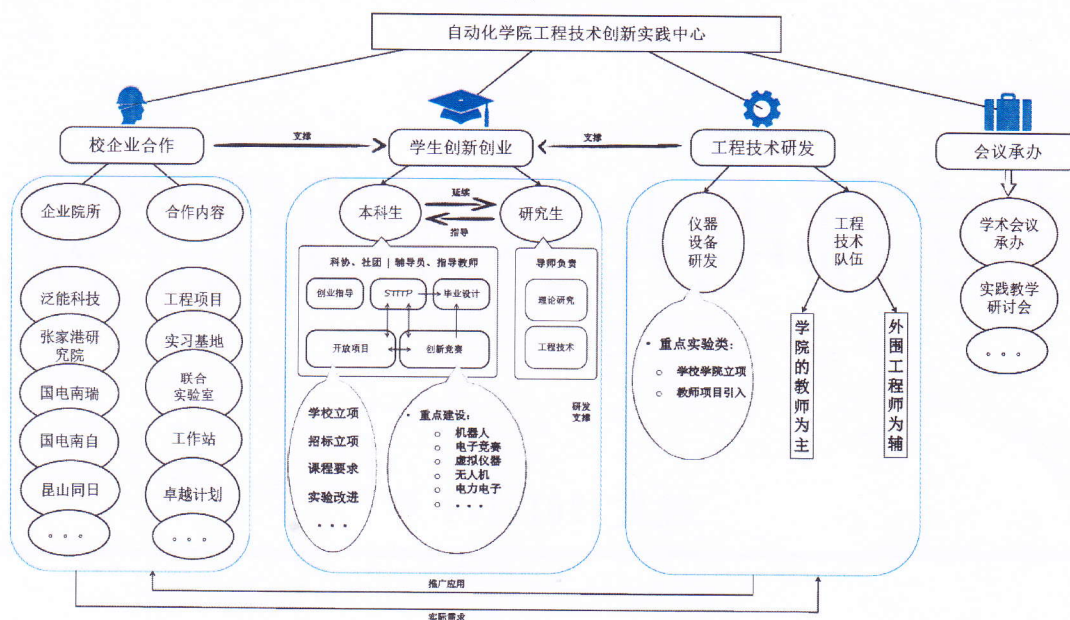 自动化学院工程技术创新实践中心
校企业合作
支撑
学生创新创业
支撑
工程技术研发
会议承办
企业院所
合作内容
泛能科技
工程项目
张家港研
究院
实习基地
国电南瑞
联合
实验室
国电南自
工作站
昆山同日
卓越计划
。。。
。。。
本科生
延续
指导
研究生
科协、社团 | 辅导员、指导教师
创业指导
STITP
毕业设计
开放项目
创新竞赛
导师负责
理论研究
工程技术
学校立项
招标立项
课程要求
实验改进
· · ·
• 重点建设：
○ 机器人
○ 电子竞赛
○ 虚拟仪器
○ 无人机
○ 电力电子
○ · · ·
研发
支撑
仪器
设备
研发
工程
技术
队伍
• 重点实验类：
○ 学校学院立项
○ 教师项目引入
学院的教师为主
外围工程师为辅
学术会议
承办
实践教学
研讨会
。。。
推广应用
实际需求